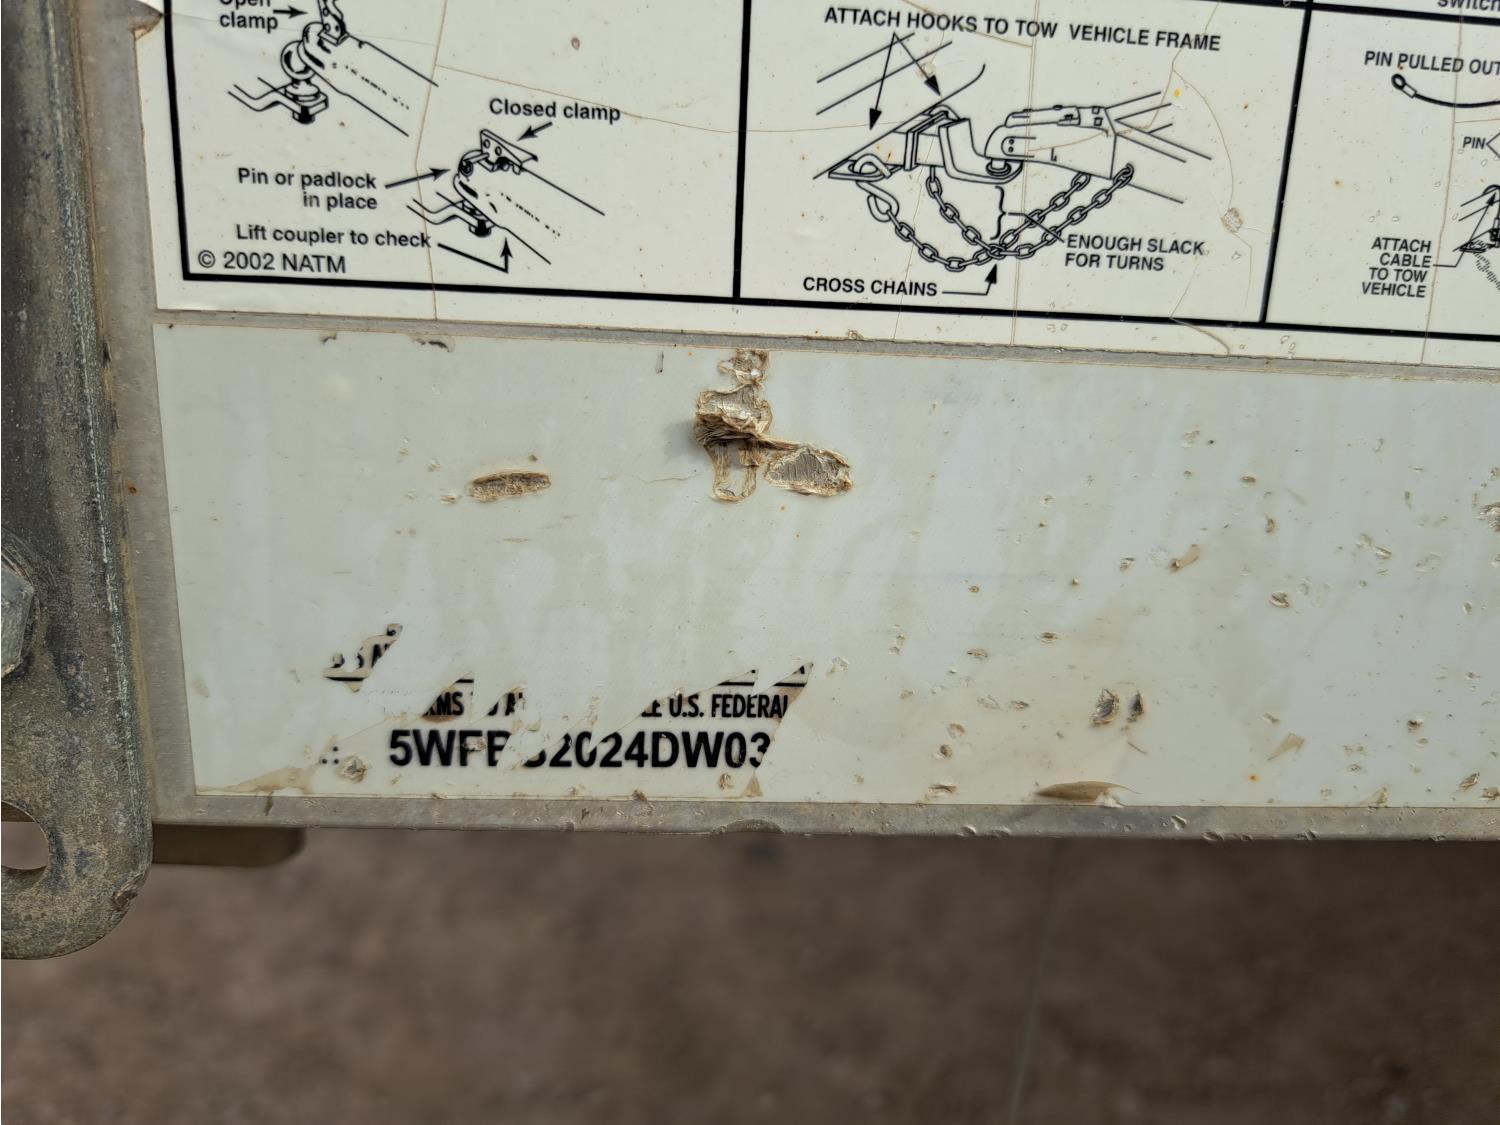 Open
clamp
Closed clamp
Pin or padlock
in place
Lift coupler to check
© 2002 NATM
ATTACH HOOKS TO TOW VEHICLE FRAME
ENOUGH SLACK
FOR TURNS
CROSS CHAINS
switch
PIN PULLED OUT
PIN
ATTACH
CABLE
TO TOW
VEHICLE
U.S. FEDERAL